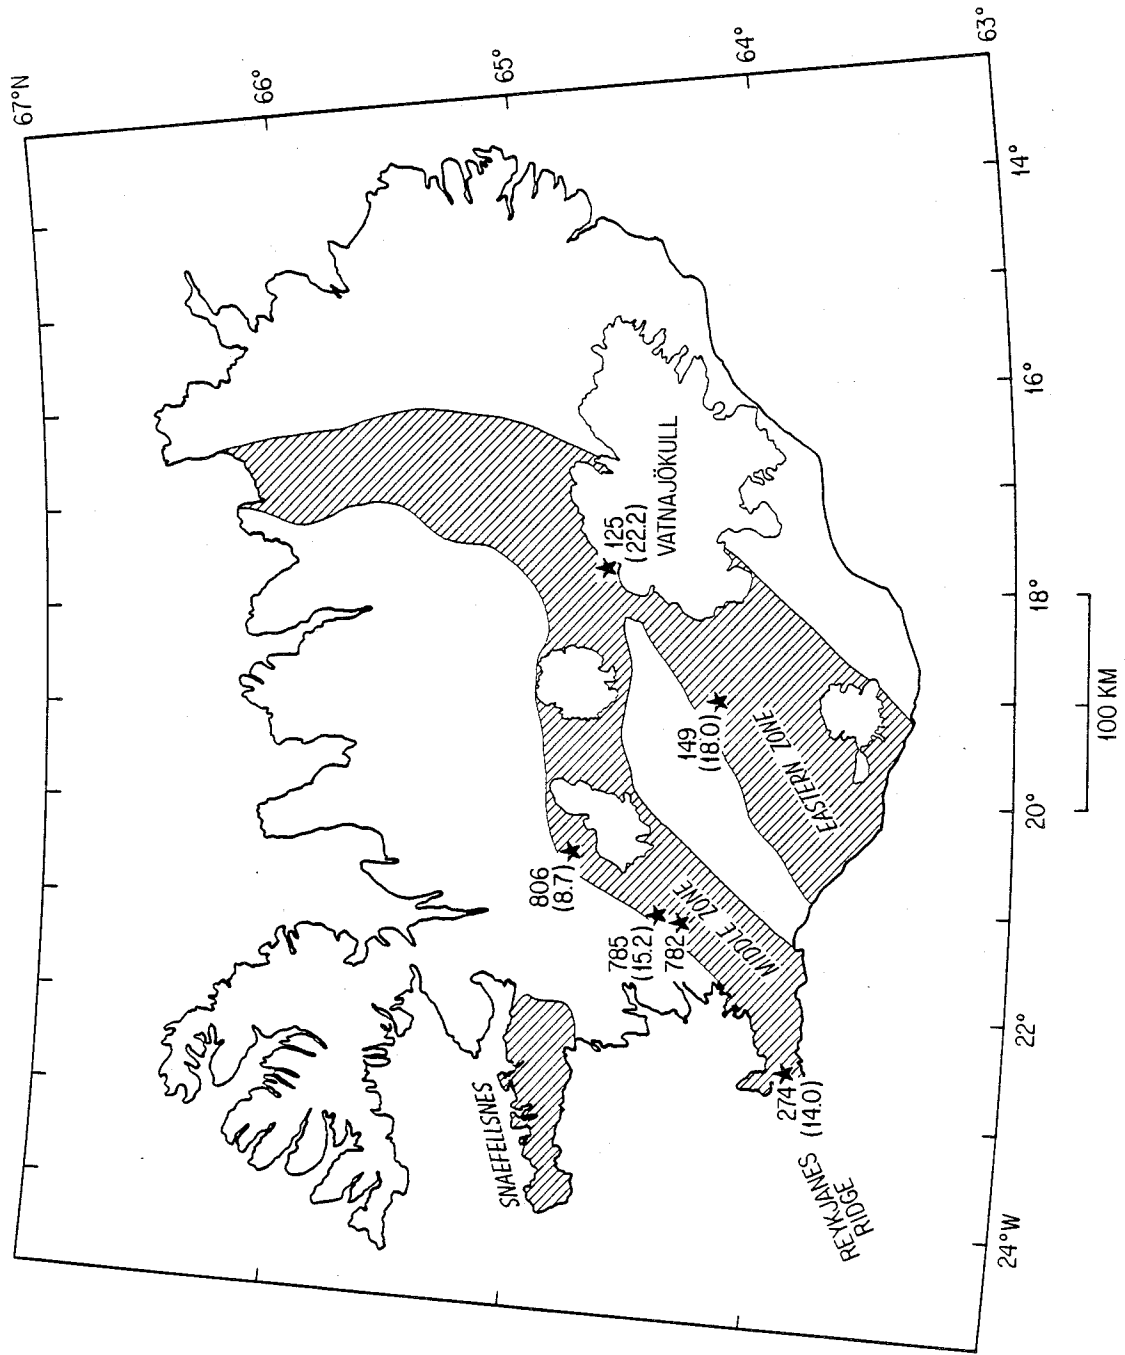 67°N
66°
65°
64°
63°
14°
16°
18°
20°
22°
24°W
SNAEFELLSNES
806
(8.7)
785
(15.2)
782
MIDDLE ZONE
274
(14.0)
REYKJANES
RIDGE
125
(22.2)
VATNAJÖKULL
149
(18.0)
EASTERN ZONE
100 KM